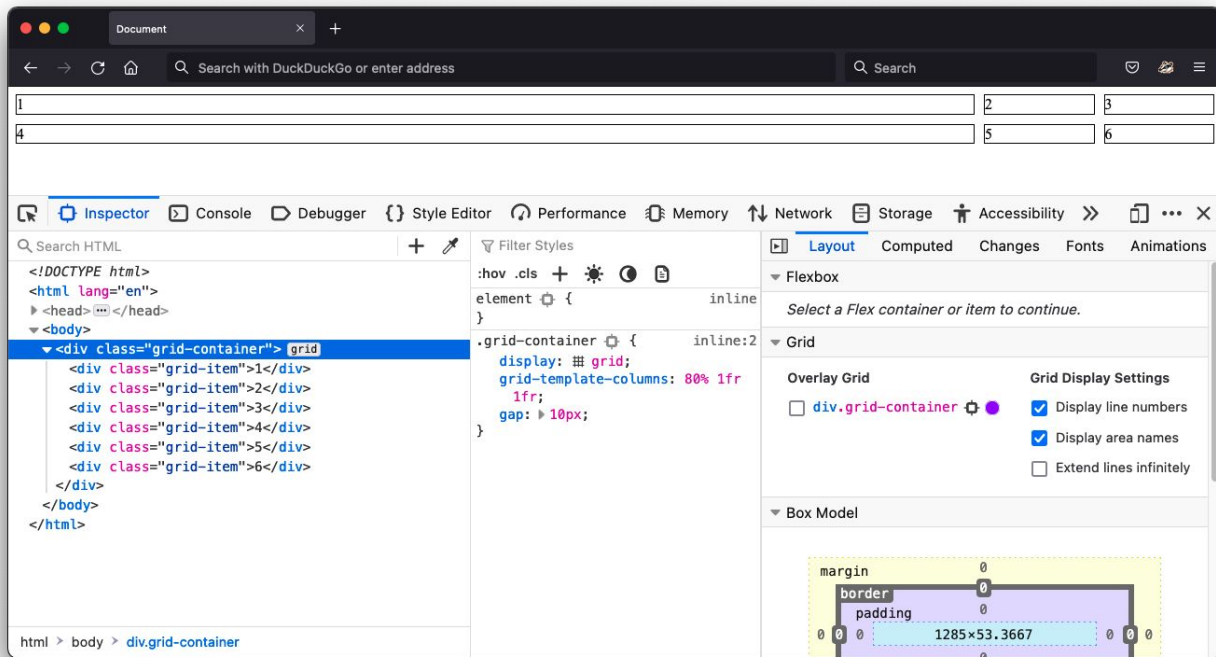 Document
Search with DuckDuckGo or enter address
Search
1
2
3
4
5
6
Inspector
Console
Debugger
{} Style Editor
Performance
Memory
Network
Storage
Accessibility
Search HTML
<!DOCTYPE html>
<html lang="en">
<head> ••• </head>
<body>
<div class="grid-container"> grid
<div class="grid-item">1</div>
<div class="grid-item">2</div>
<div class="grid-item">3</div>
<div class="grid-item">4</div>
<div class="grid-item">5</div>
<div class="grid-item">6</div>
</div>
</body>
</html>
html > body > div.grid-container
Filter Styles
:hov .cls
element { inline
}
.grid-container { inline:2
display: grid;
grid-template-columns: 80% 1fr
1fr;
gap: 10px;
}
Layout
Computed
Changes
Fonts
Animations
Flexbox
Select a Flex container or item to continue.
Grid
Overlay Grid
div.grid-container
Grid Display Settings
Display line numbers
Display area names
Extend lines infinitely
Box Model
margin 0
border 0
padding 0
0 0 0 1285×53.3667 0 0 0